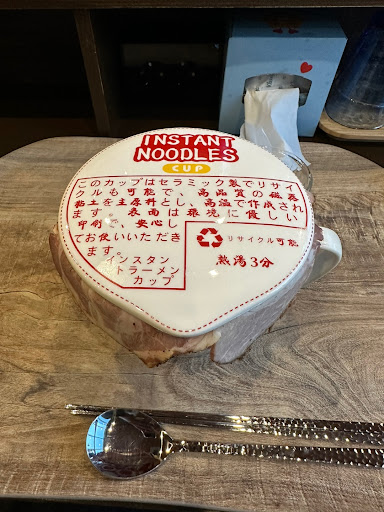 INSTANT
NOODLES
CUP
このカップはセラミック製でリサイ
クルも可能で、高品質の磁器
粘土を主原料とし、高温で作成され
ます。表面は環境に優しい
印刷で、安心し
てお使いいただき
ます。
インスタン
トラーメン
カップ
リサイクル可能
熱湯3分